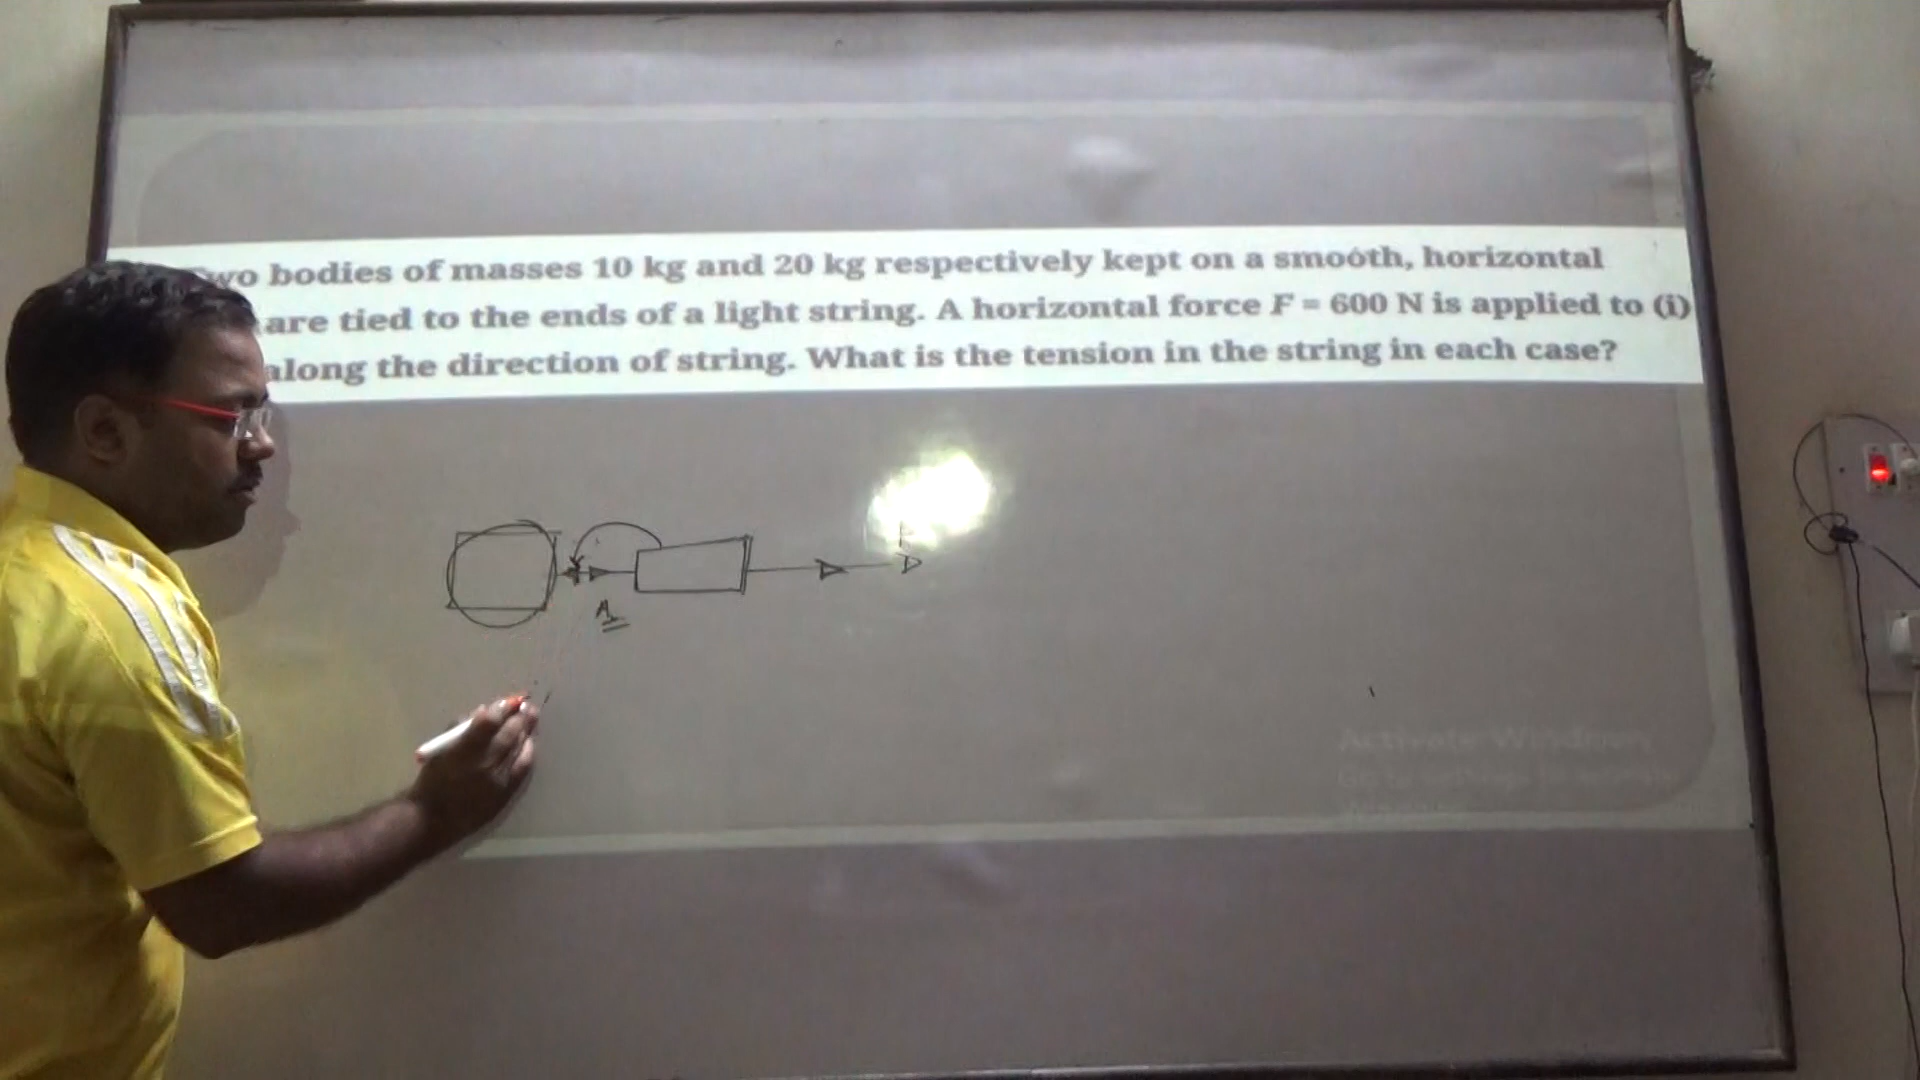 wo bodies of masses 10 kg and 20 kg respectively kept on a smooth, horizontal
are tied to the ends of a light string. A horizontal force F = 600 N is applied to (i)
along the direction of string. What is the tension in the string in each case?
Activate Windows